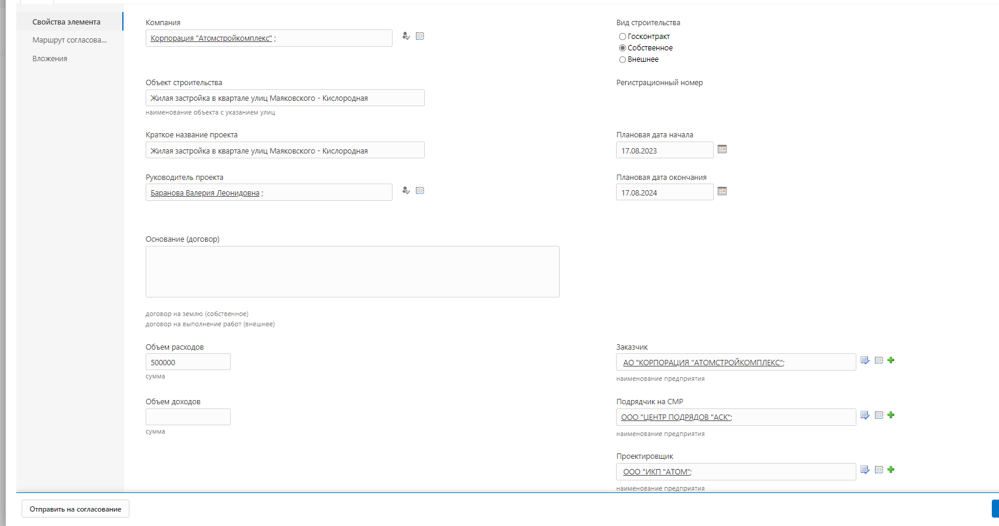 Свойства элемента
Маршрут согласова...
Вложения
Компания
Корпорация "Атомстройкомплекс" ;
Вид строительства
Госконтракт
Собственное
Внешнее
Объект строительства
Жилая застройка в квартале улиц Маяковского - Кислородная
наименование объекта с указанием улиц
Регистрационный номер
Краткое название проекта
Жилая застройка в квартале улиц Маяковского - Кислородная
Плановая дата начала
17.08.2023
Руководитель проекта
Баранова Валерия Леонидовна ;
Плановая дата окончания
17.08.2024
Основание (договор)
договор на землю (собственное)
договор на выполнение работ (внешнее)
Объем расходов
500000
сумма
Заказчик
АО "КОРПОРАЦИЯ "АТОМСТРОЙКОМПЛЕКС";
наименование предприятия
Объем доходов
сумма
Подрядчик на СМР
ООО "ЦЕНТР ПОДРЯДОВ "АСК";
наименование предприятия
Проектировщик
ООО "ИКП "АТОМ";
наименование предприятия
Отправить на согласование